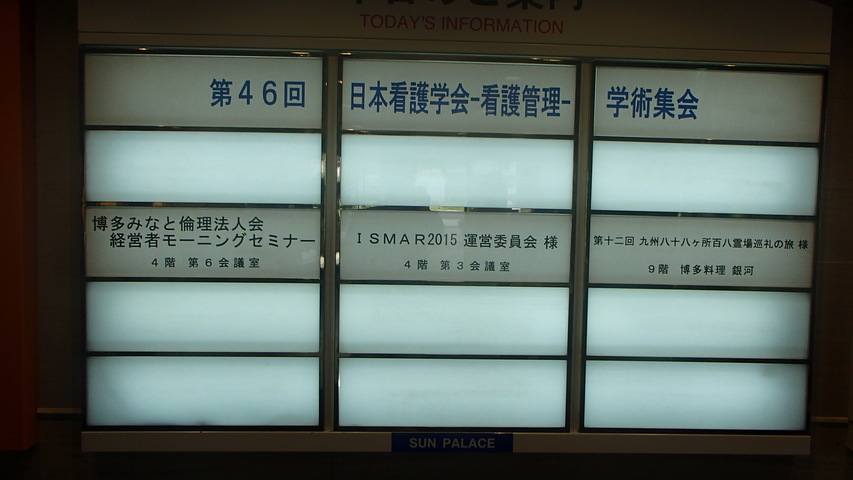 TODAY'S INFORMATION
第46回 日本看護学会-看護管理- 学術集会
博多みなと倫理法人会
経営者モーニングセミナー
4階 第6会議室
ISMAR2015 運営委員会 様
4階 第3会議室
第十二回 九州八十八ヶ所百八霊場巡礼の旅 様
9階 博多料理 銀河
SUN PALACE